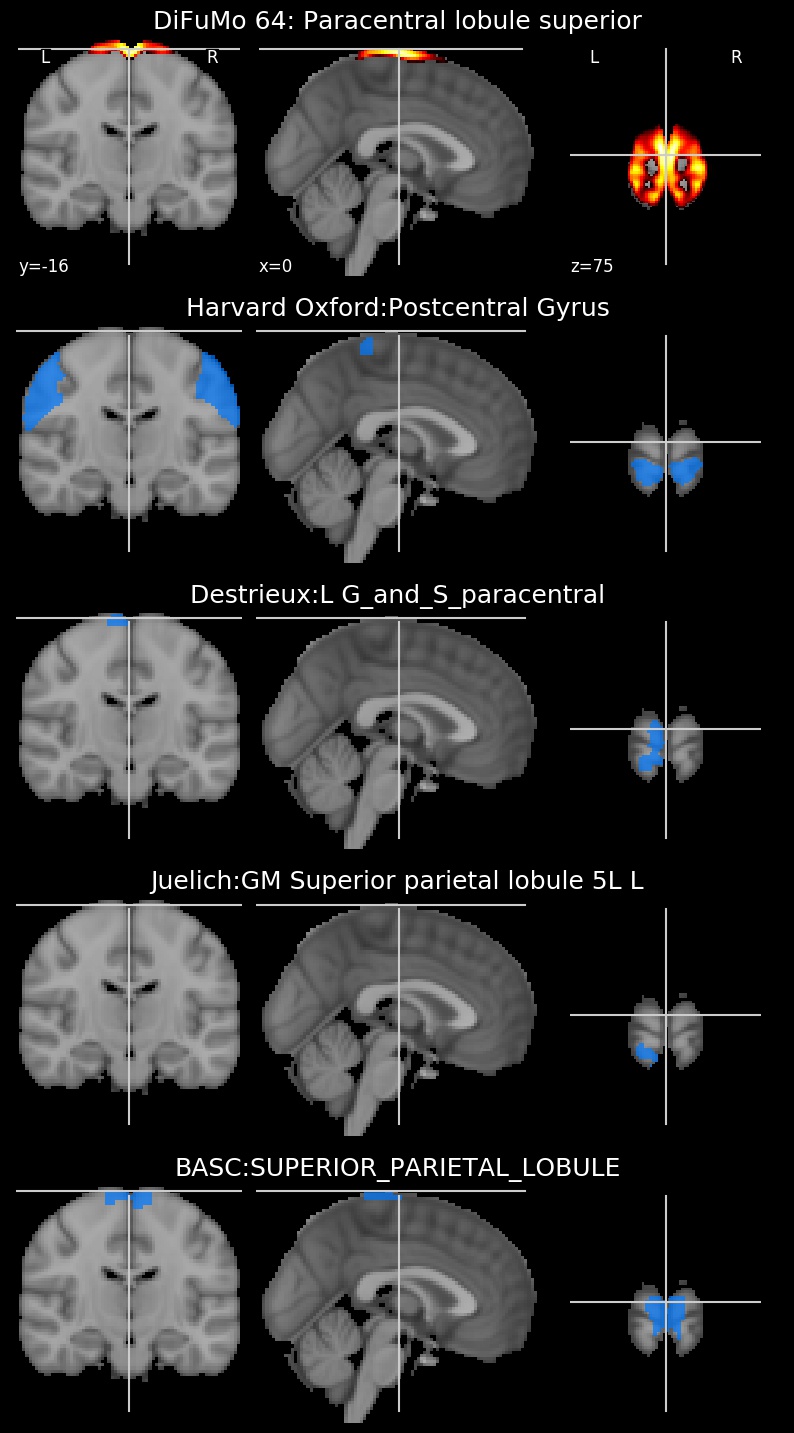 DiFuMo 64: Paracentral lobule superior
L R L R
y=-16 x=0 z=75
Harvard Oxford:Postcentral Gyrus
Destrieux:L G_and_S_paracentral
Juelich:GM Superior parietal lobule 5L L
BASC:SUPERIOR_PARIETAL_LOBULE